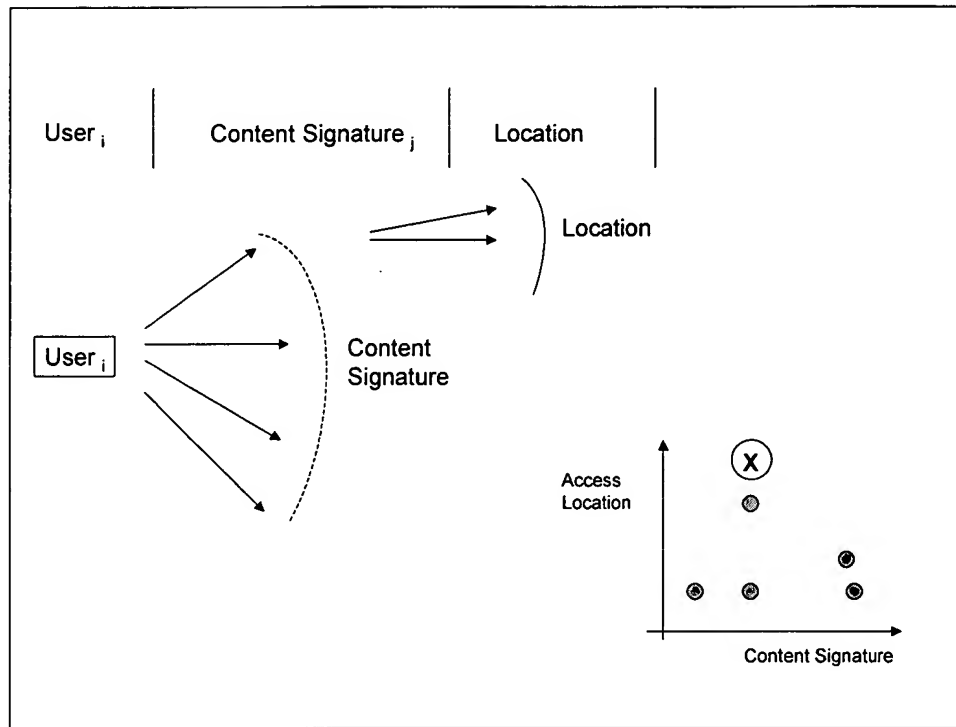 User i Content Signature j Location
Location
User i
Content
Signature
Access
Location
X
Content Signature